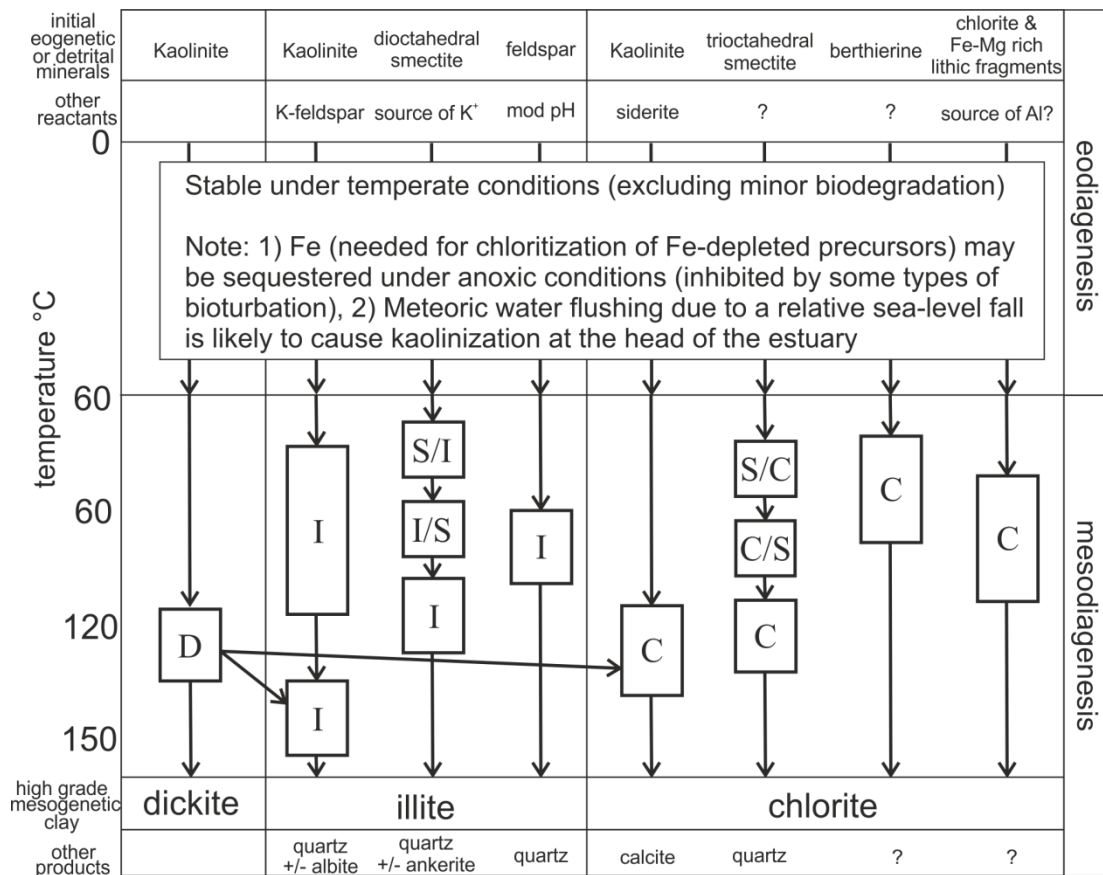 initial
eogenetic
or detrital
minerals
Kaolinite
Kaolinite
dioctahedral
smectite
feldspar
Kaolinite
trioctahedral
smectite
berthierine
chlorite &
Fe-Mg rich
lithic fragments
other
reactants
K-feldspar
source of K⁺
mod pH
siderite
?
?
source of Al?
0
Stable under temperate conditions (excluding minor biodegradation)
Note: 1) Fe (needed for chloritization of Fe-depleted precursors) may
be sequestered under anoxic conditions (inhibited by some types of
bioturbation), 2) Meteoric water flushing due to a relative sea-level fall
is likely to cause kaolinization at the head of the estuary
eodiagenesis
temperature °C
60
60
120
150
S/I
I
I/S
I
I
D
I
S/C
C/S
C
C
C
C
mesodiagenesis
high grade
mesogenetic
clay
dickite
illite
chlorite
other
products
quartz
+/- albite
quartz
+/- ankerite
quartz
calcite
quartz
?
?